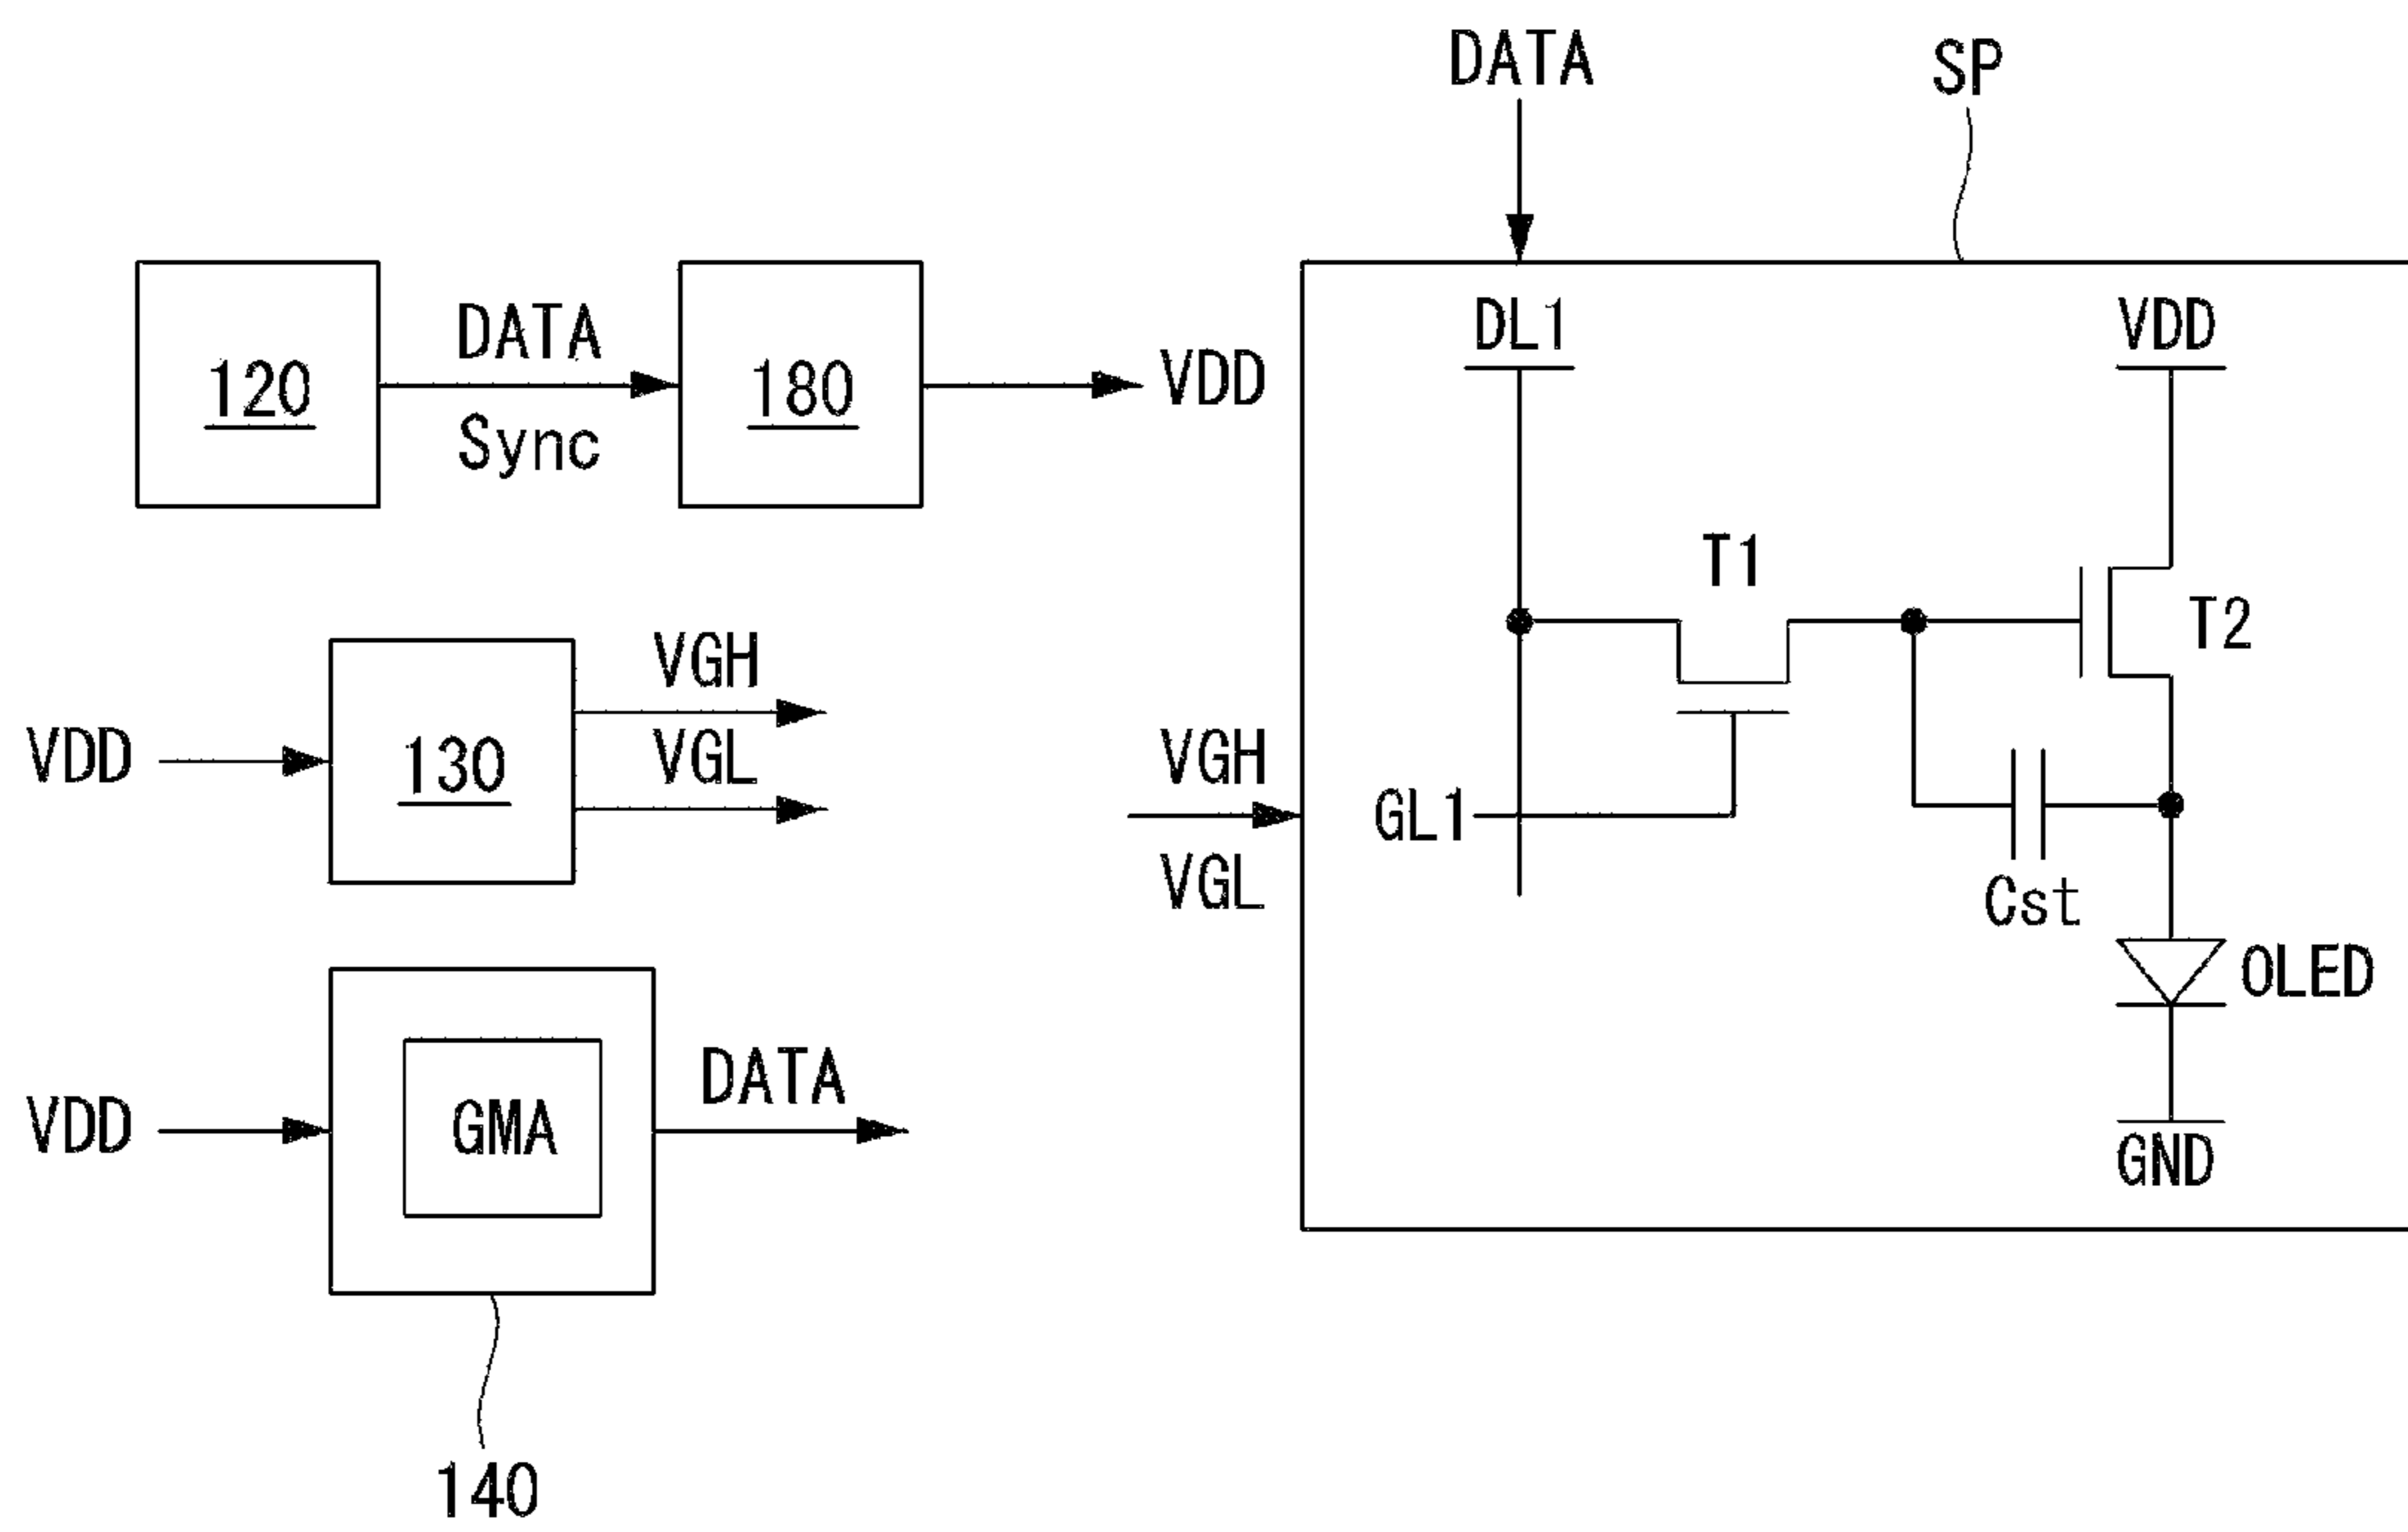 DATA
SP
120
DATA
Sync
180
VDD
DL1
VDD
T1
T2
VDD
130
VGH
VGL
VGH
VGL
GL1
Cst
OLED
GND
VDD
GMA
DATA
140